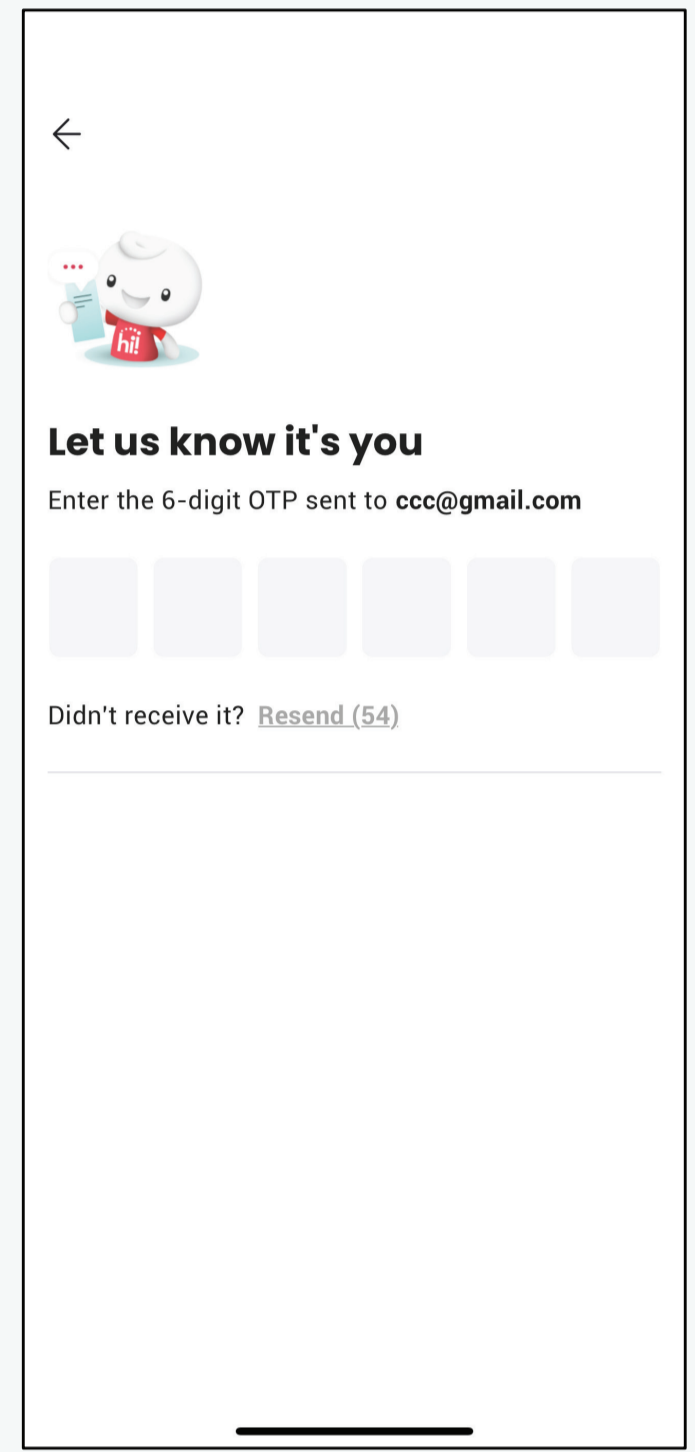 hi!
Let us know it's you
Enter the 6-digit OTP sent to ccc@gmail.com
Didn't receive it? Resend (54)